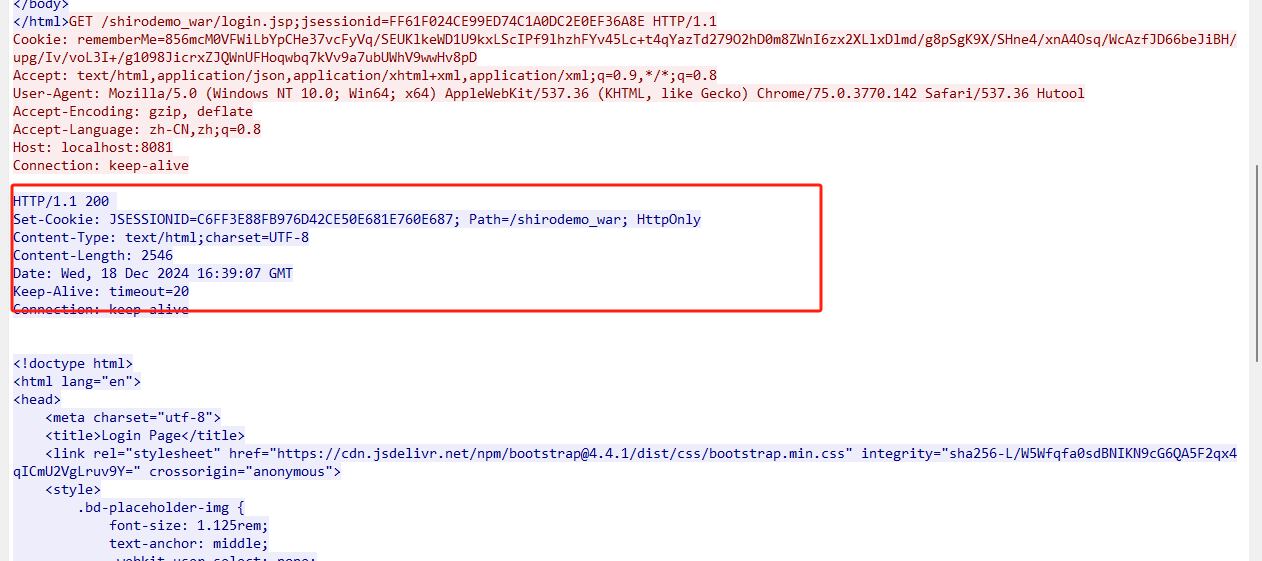 </body>
</html>GET /shirodemo_war/login.jsp;jsessionid=FF61F024CE99ED74C1A0DC2E0EF36A8E HTTP/1.1
Cookie: rememberMe=856mcM0VFWiLbYpCHe37vcFyVq/SEUKlkeWD1U9kxLScIPf9lhzhFYv45Lc+t4qYazTd279O2hD0m8ZWnI6zx2XLlxDlmd/g8pSgK9X/SHne4/xnA4Osq/WcAzfJD66beJiBH/
upg/Iv/voL3I+/g1098JicrxZJQWnUFHoqwbq7kVv9a7ubUWhV9wwHv8pD
Accept: text/html,application/json,application/xhtml+xml,application/xml;q=0.9,*/*;q=0.8
User-Agent: Mozilla/5.0 (Windows NT 10.0; Win64; x64) AppleWebKit/537.36 (KHTML, like Gecko) Chrome/75.0.3770.142 Safari/537.36 Hutool
Accept-Encoding: gzip, deflate
Accept-Language: zh-CN,zh;q=0.8
Host: localhost:8081
Connection: keep-alive
HTTP/1.1 200
Set-Cookie: JSESSIONID=C6FF3E88FB976D42CE50E681E760E687; Path=/shirodemo_war; HttpOnly
Content-Type: text/html;charset=UTF-8
Content-Length: 2546
Date: Wed, 18 Dec 2024 16:39:07 GMT
Keep-Alive: timeout=20
Connection: keep-alive
<!doctype html>
<html lang="en">
<head>
<meta charset="utf-8">
<title>Login Page</title>
<link rel="stylesheet" href="https://cdn.jsdelivr.net/npm/bootstrap@4.4.1/dist/css/bootstrap.min.css" integrity="sha256-L/W5Wfqfa0sdBNIKN9cG6QA5F2qx4
qICmU2VgLruv9Y=" crossorigin="anonymous">
<style>
.bd-placeholder-img {
font-size: 1.125rem;
text-anchor: middle;
-webkit-user-select: none;